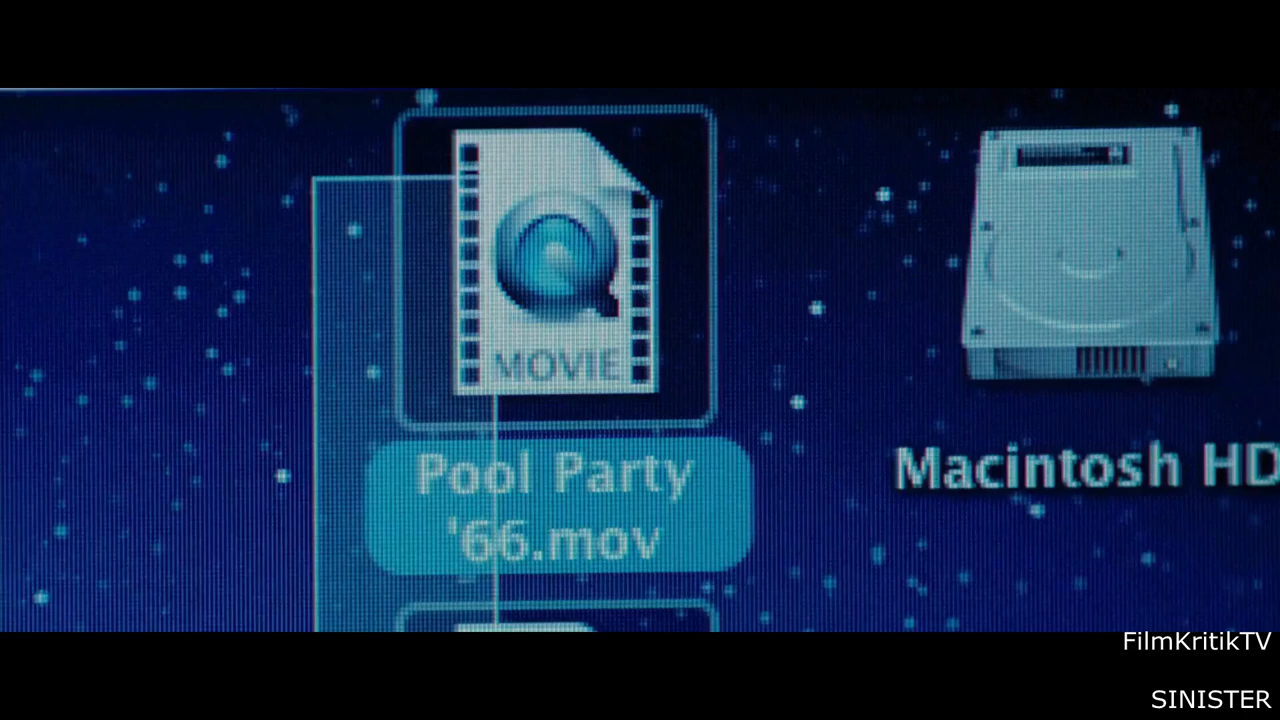 MOVIE
Pool Party
'66.mov
Macintosh HD
FilmKritikTV
SINISTER